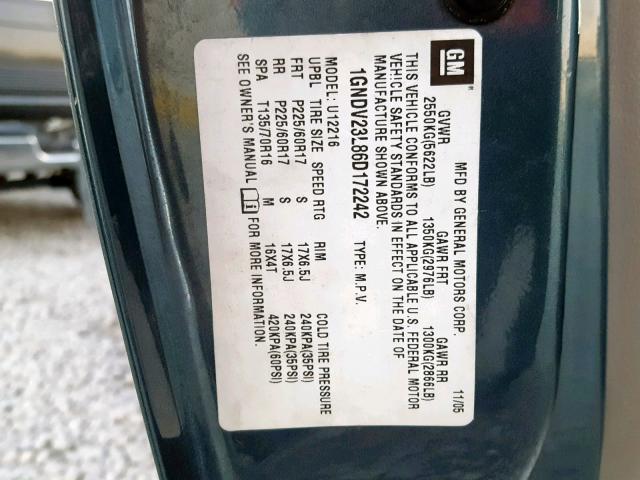 GM
MFD BY GENERAL MOTORS CORP. 11/05
GVWR GAWR FRT GAWR RR
2550KG(5622LB) 1350KG(2976LB) 1300KG(2866LB)
THIS VEHICLE CONFORMS TO ALL APPLICABLE U.S. FEDERAL MOTOR
VEHICLE SAFETY STANDARDS IN EFFECT ON THE DATE OF
MANUFACTURE SHOWN ABOVE.
1GNDV23L86D172242 TYPE: M.P.V.
MODEL: U12216
UPBL TIRE SIZE SPEED RTG RIM COLD TIRE PRESSURE
FRT P225/60R17 S 17X6.5J 240KPA(35PSI)
RR P225/60R17 S 17X6.5J 240KPA(35PSI)
SPA T135/70R16 M 16X4T 420KPA(60PSI)
SEE OWNER'S MANUAL FOR MORE INFORMATION.